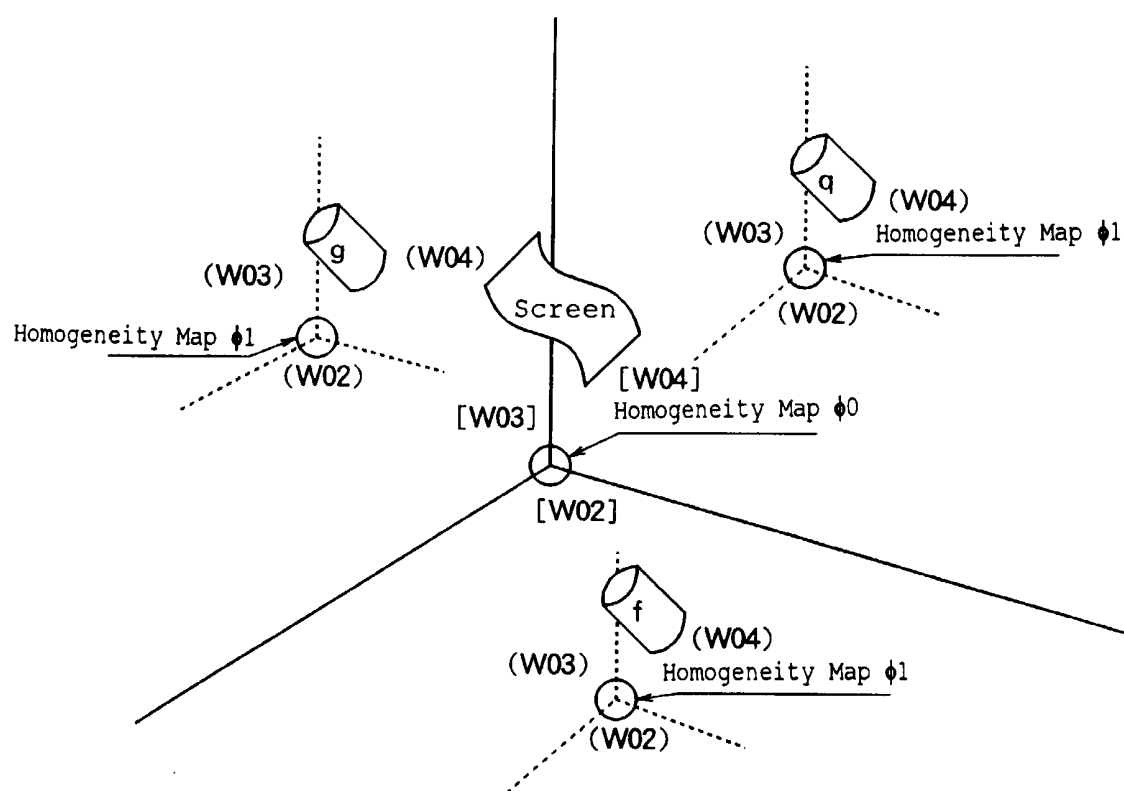 q
(W04)
(W03)
Homogeneity Map ϕ1
(W02)
g
(W04)
(W03)
Homogeneity Map ϕ1
(W02)
Screen
[W04]
[W03]
Homogeneity Map ϕ0
[W02]
f
(W04)
(W03)
Homogeneity Map ϕ1
(W02)